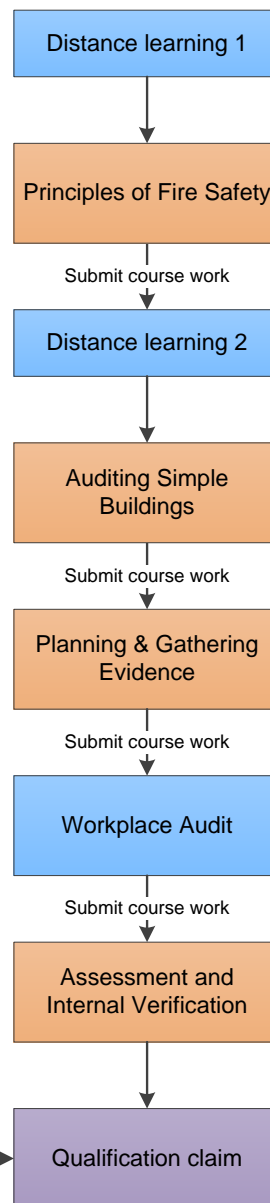 Distance learning 1
Principles of Fire Safety
Submit course work
Distance learning 2
Auditing Simple
Buildings
Submit course work
Planning & Gathering
Evidence
Submit course work
Workplace Audit
Submit course work
Assessment and
Internal Verification
Qualification claim